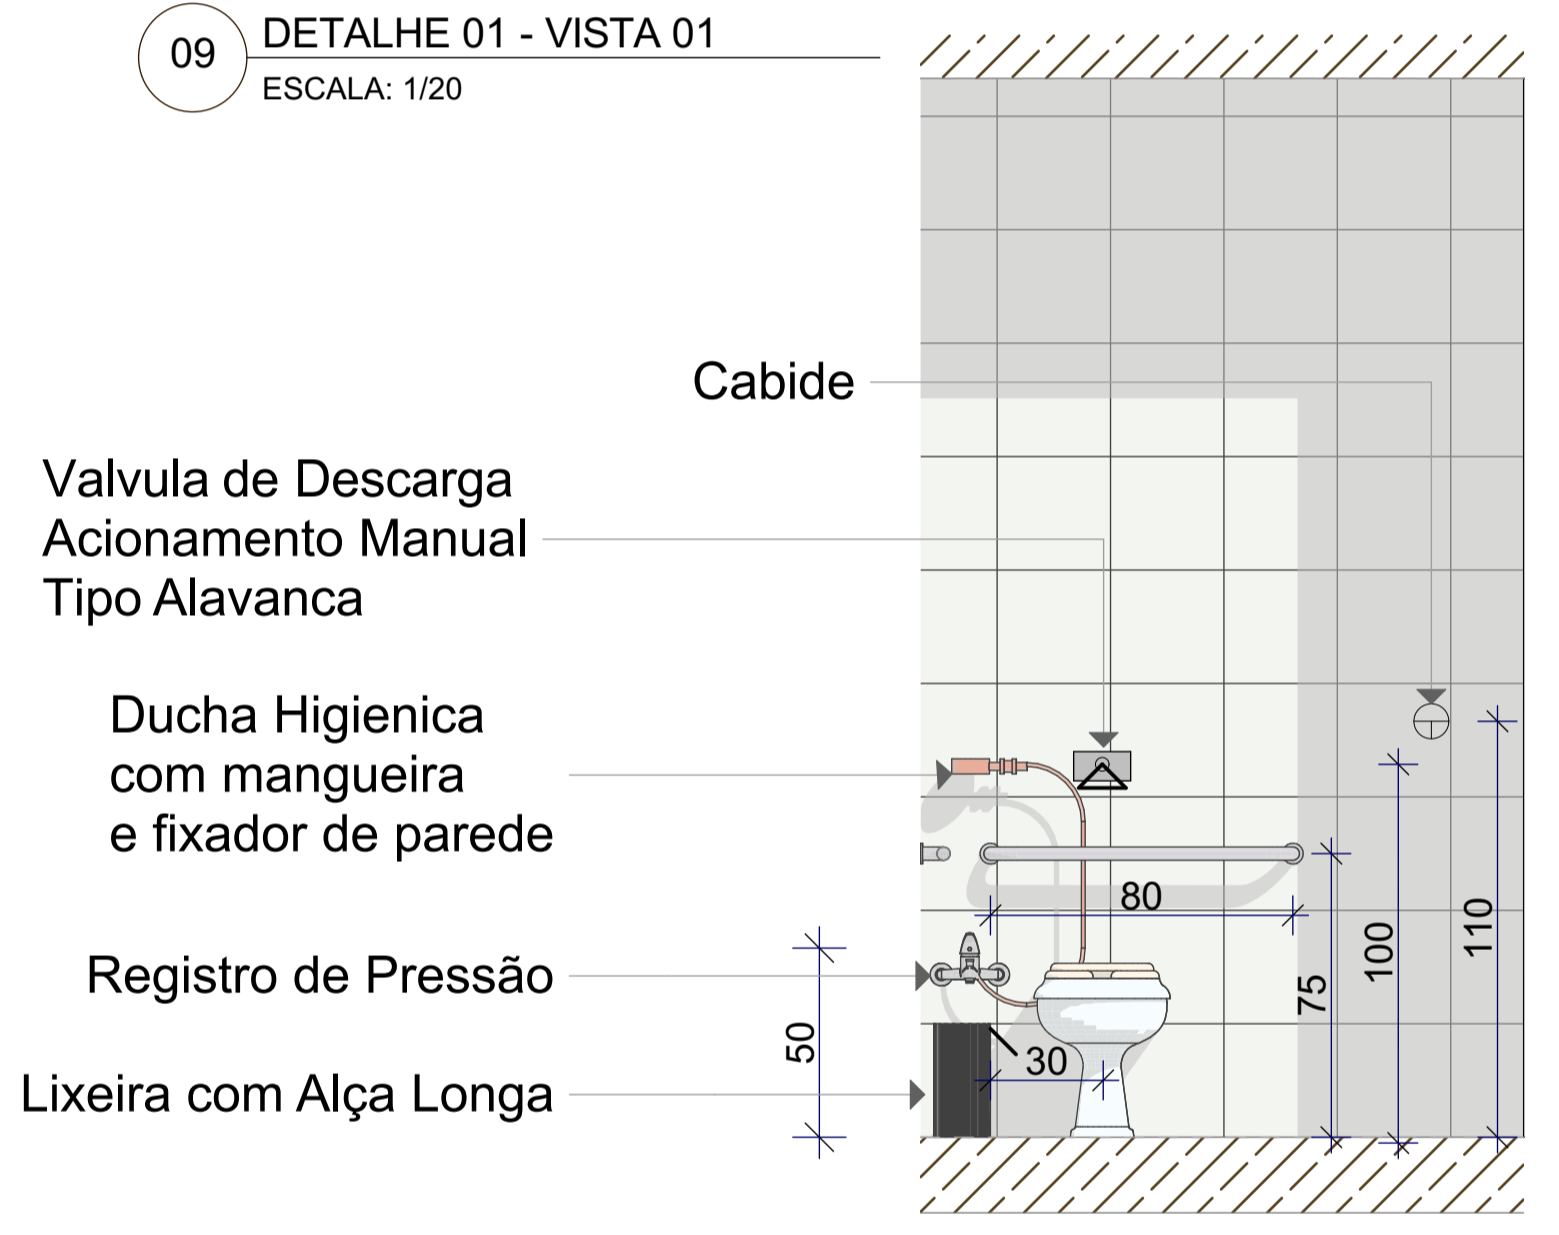 09
DETALHE 01 - VISTA 01
ESCALA: 1/20
Cabide
Valvula de Descarga
Acionamento Manual
Tipo Alavanca
Ducha Higienica
com mangueira
e fixador de parede
Registro de Pressão
Lixeira com Alça Longa
50
30
80
75
100
110